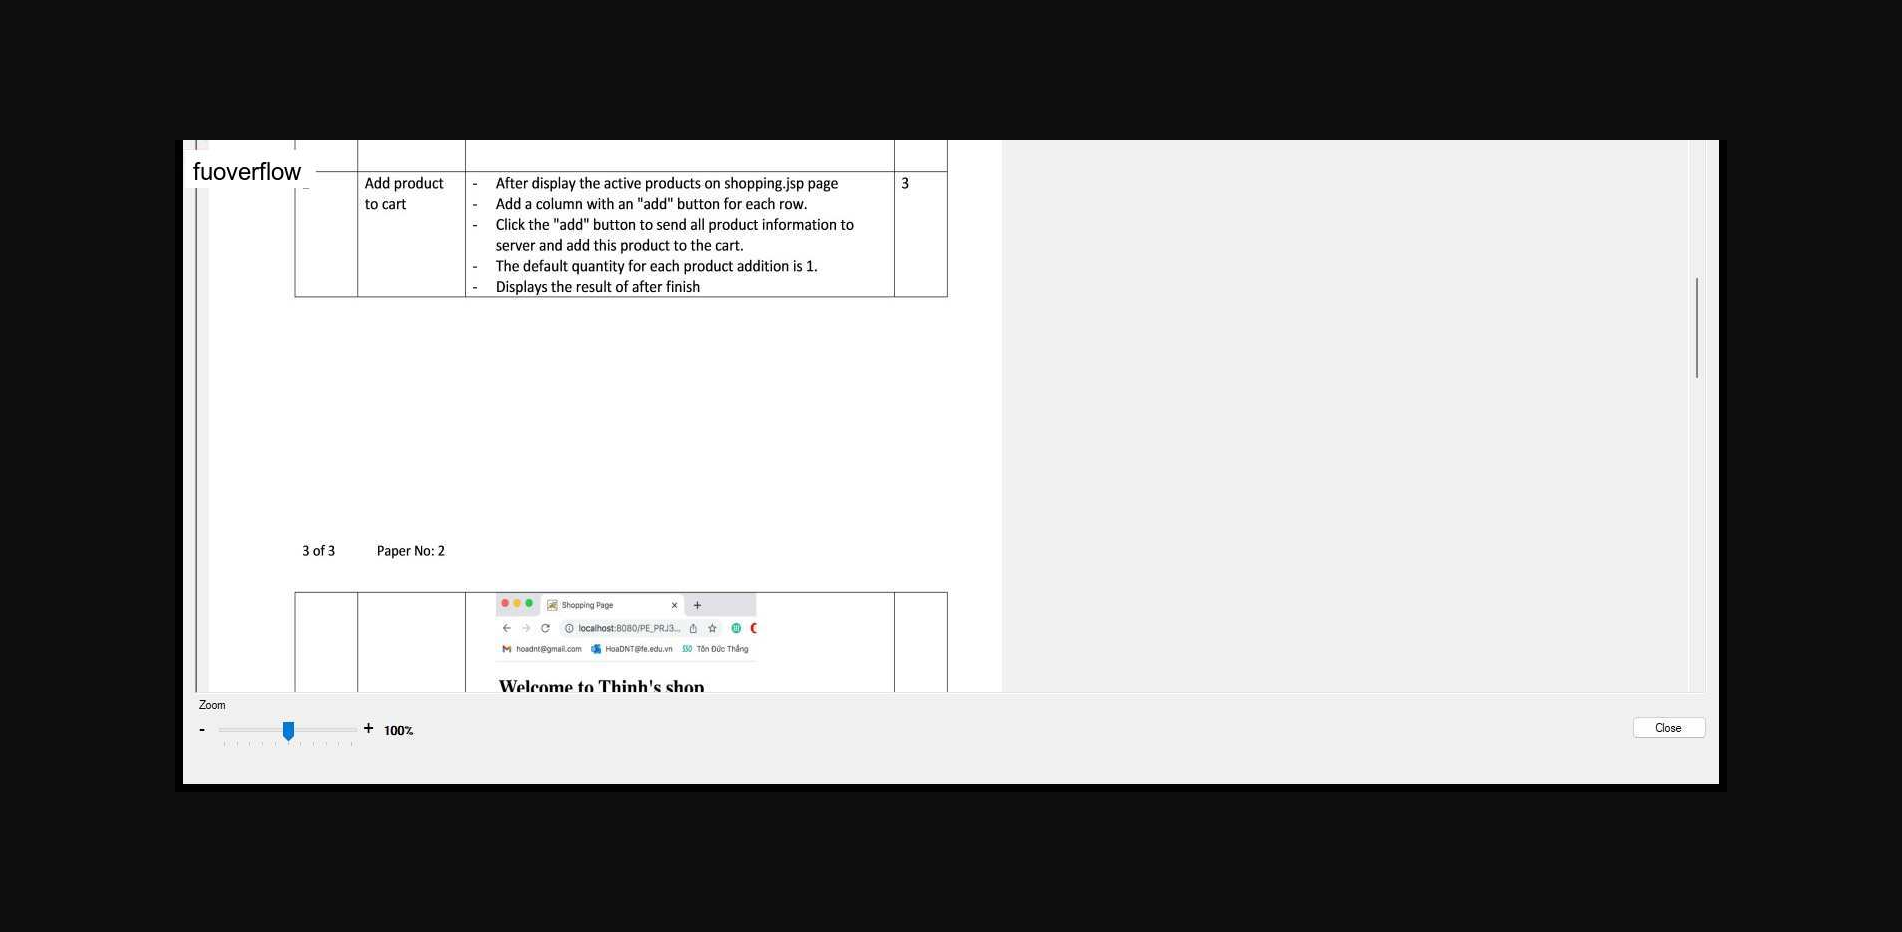 fuoverflow
Add product
to cart
- After display the active products on shopping.jsp page
- Add a column with an "add" button for each row.
- Click the "add" button to send all product information to
server and add this product to the cart.
- The default quantity for each product addition is 1.
- Displays the result of after finish
3
3 of 3 Paper No: 2
Shopping Page × +
localhost:8080/PE_PRJ3...
hoadnt@gmail.com HoaDNT@fe.edu.vn SSO Tôn Đức Thắng
Welcome to Thinh's shop
Zoom
- + 100%
Close